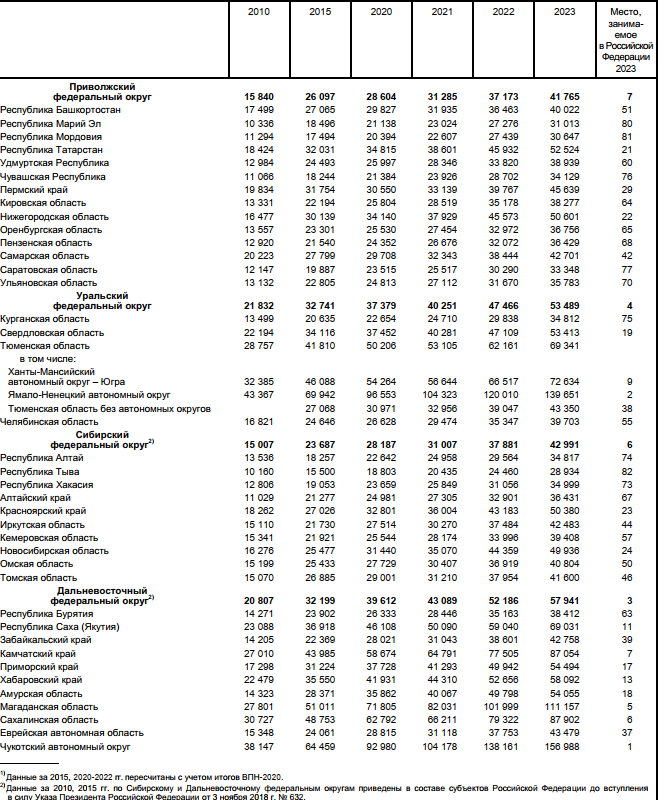 2010 2015 2020 2021 2022 2023 Место,
занима-
емое
в Российской
Федерации
2023
Приволжский
федеральный округ 15 840 26 097 28 604 31 285 37 173 41 765 7
Республика Башкортостан 17 499 27 065 29 827 31 935 36 463 40 022 51
Республика Марий Эл 10 336 18 496 21 138 23 024 27 276 31 013 80
Республика Мордовия 11 294 17 494 20 394 22 607 27 439 30 647 81
Республика Татарстан 18 424 32 031 34 815 38 601 45 932 52 524 21
Удмуртская Республика 12 984 24 493 25 997 28 346 33 820 38 939 60
Чувашская Республика 11 066 18 244 21 384 23 926 28 702 34 129 76
Пермский край 19 834 31 754 30 550 33 139 39 767 45 639 29
Кировская область 13 331 22 194 25 804 28 519 35 178 38 277 64
Нижегородская область 16 477 30 139 34 140 37 929 45 573 50 601 22
Оренбургская область 13 557 23 301 25 530 27 454 32 972 36 756 65
Пензенская область 12 920 21 540 24 352 26 676 32 072 36 429 68
Самарская область 20 223 27 799 29 708 32 343 38 444 42 701 42
Саратовская область 12 147 19 887 23 515 25 517 30 290 33 348 77
Ульяновская область 13 132 22 805 24 813 27 112 31 670 35 783 70
Уральский
федеральный округ 21 832 32 741 37 379 40 251 47 466 53 489 4
Курганская область 13 499 20 635 22 654 24 710 29 838 34 812 75
Свердловская область 22 194 34 116 37 452 40 281 47 109 53 413 19
Тюменская область 28 757 41 810 50 206 53 105 62 161 69 341
в том числе:
Ханты-Мансийский
автономный округ – Югра 32 385 46 088 54 264 56 644 66 517 72 634 9
Ямало-Ненецкий автономный округ 43 367 69 942 96 553 104 323 120 010 139 651 2
Тюменская область без автономных округов 27 068 30 971 32 956 39 047 43 350 38
Челябинская область 16 821 24 646 26 628 29 474 35 347 39 703 55
Сибирский
федеральный округ2) 15 007 23 687 28 187 31 007 37 881 42 991 6
Республика Алтай 13 536 18 257 22 642 24 958 29 564 34 817 74
Республика Тыва 10 160 15 500 18 803 20 435 24 460 28 934 82
Республика Хакасия 12 806 19 053 23 659 25 849 31 056 34 999 73
Алтайский край 11 029 21 277 24 981 27 305 32 901 36 431 67
Красноярский край 18 262 27 026 32 801 36 004 43 183 50 380 23
Иркутская область 15 110 21 730 27 514 30 270 37 484 42 483 44
Кемеровская область 15 341 21 921 25 544 28 174 33 996 39 408 57
Новосибирская область 16 276 25 477 31 440 35 070 44 359 49 936 24
Омская область 15 199 25 433 27 729 30 407 36 919 40 804 50
Томская область 15 070 26 885 29 001 31 210 37 954 41 600 46
Дальневосточный
федеральный округ2) 20 807 32 199 39 612 43 089 52 186 57 941 3
Республика Бурятия 14 271 23 902 26 333 28 446 35 163 38 412 63
Республика Саха (Якутия) 23 088 36 918 46 108 50 090 59 040 69 031 11
Забайкальский край 14 205 22 369 28 021 31 043 38 601 42 758 39
Камчатский край 27 010 43 985 58 674 64 791 77 505 87 054 7
Приморский край 17 298 31 224 37 728 41 293 49 942 54 494 17
Хабаровский край 22 479 35 550 41 931 44 310 52 656 58 092 13
Амурская область 14 323 28 371 35 862 40 067 49 798 54 055 18
Магаданская область 27 801 51 011 71 805 82 031 101 999 111 157 5
Сахалинская область 30 727 48 753 62 792 66 211 79 322 87 902 6
Еврейская автономная область 15 348 24 061 28 815 31 118 37 753 43 479 37
Чукотский автономный округ 38 147 64 459 92 980 104 178 138 161 156 988 1
1) Данные за 2015, 2020-2022 гг. пересчитаны с учетом итогов ВПН-2020.
2) Данные за 2010, 2015 гг. по Сибирскому и Дальневосточному федеральным округам приведены в составе субъектов Российской Федерации до вступления
в силу Указа Президента Российской Федерации от 3 ноября 2018 г. № 632.